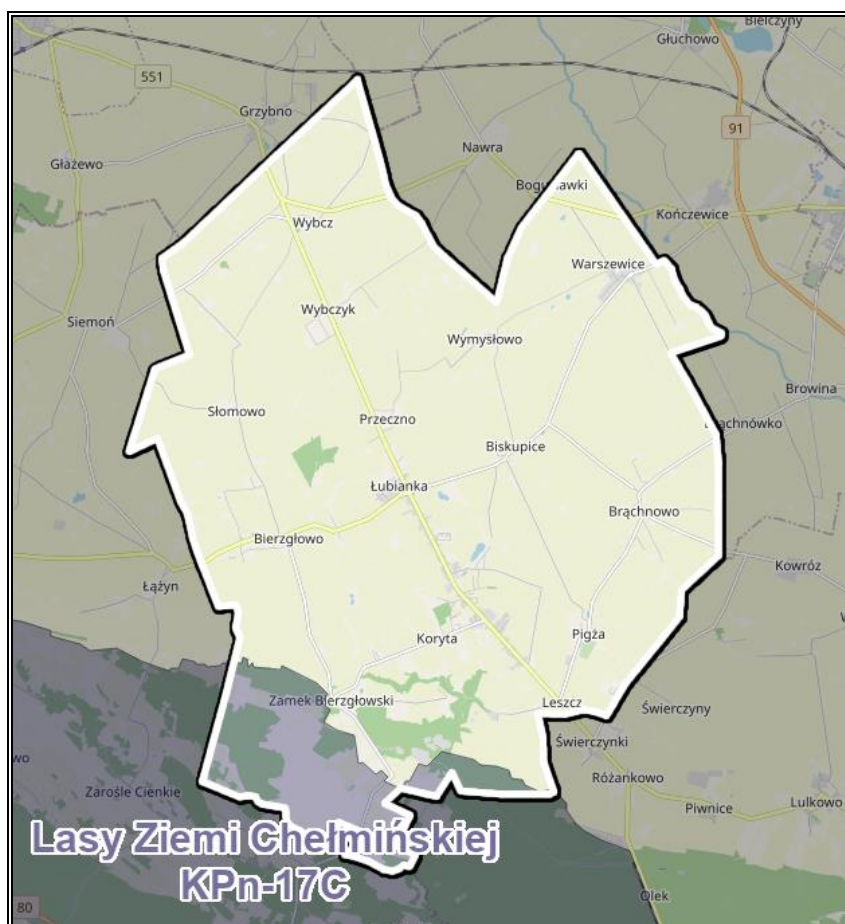 Bielczyny
Głuchowo
551
Grzybno
91
Nawra
Głażewo
Kończewice
Wybcz
Warszewice
Siemoń
Wybczyk
Wymysłowo
Browina
Słomowo
Przeczno
Biskupice
Łubianka
Brąchnowo
Bierzgłowo
Kowróz
Łążyn
Koryta
Pigża
Zamek Bierzgłowski
Leszcz
Świerczyny
Świerczynki
Różankowo
Zarośle Cienkie
Piwnice
Lulkowo
Lasy Ziemi Chełmińskiej
KPn-17C
Olek
80